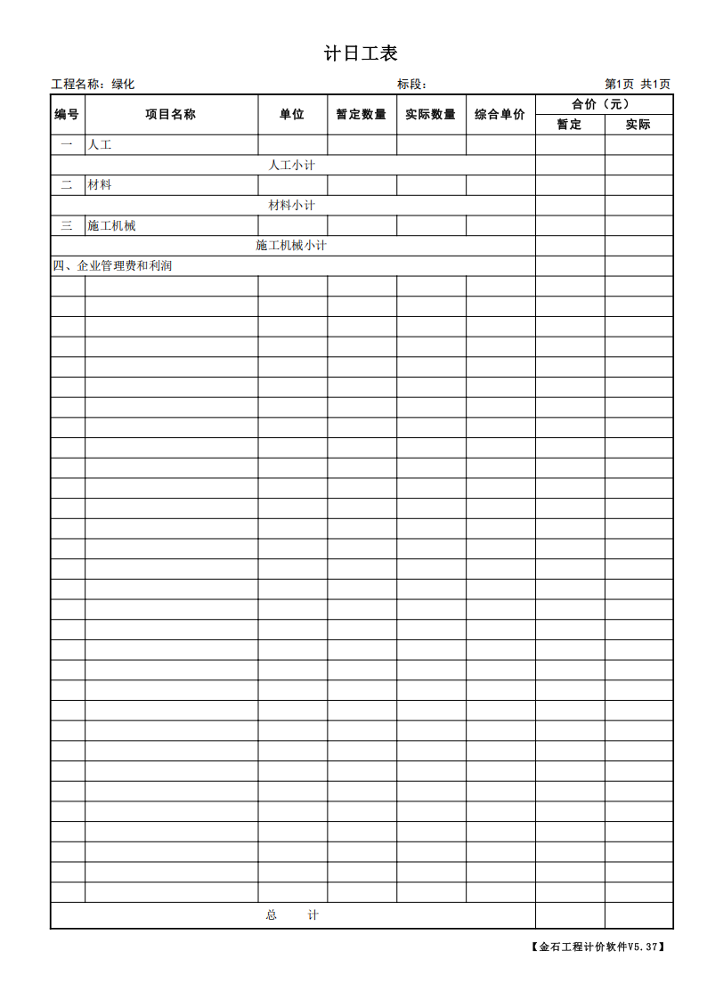 计日工表
工程名称：绿化 标段： 第1页 共1页
编号 项目名称 单位 暂定数量 实际数量 综合单价 合价（元）
暂定 实际
一 人工
人工小计
二 材料
材料小计
三 施工机械
施工机械小计
四、企业管理费和利润
总 计
【金石工程计价软件V5.37】